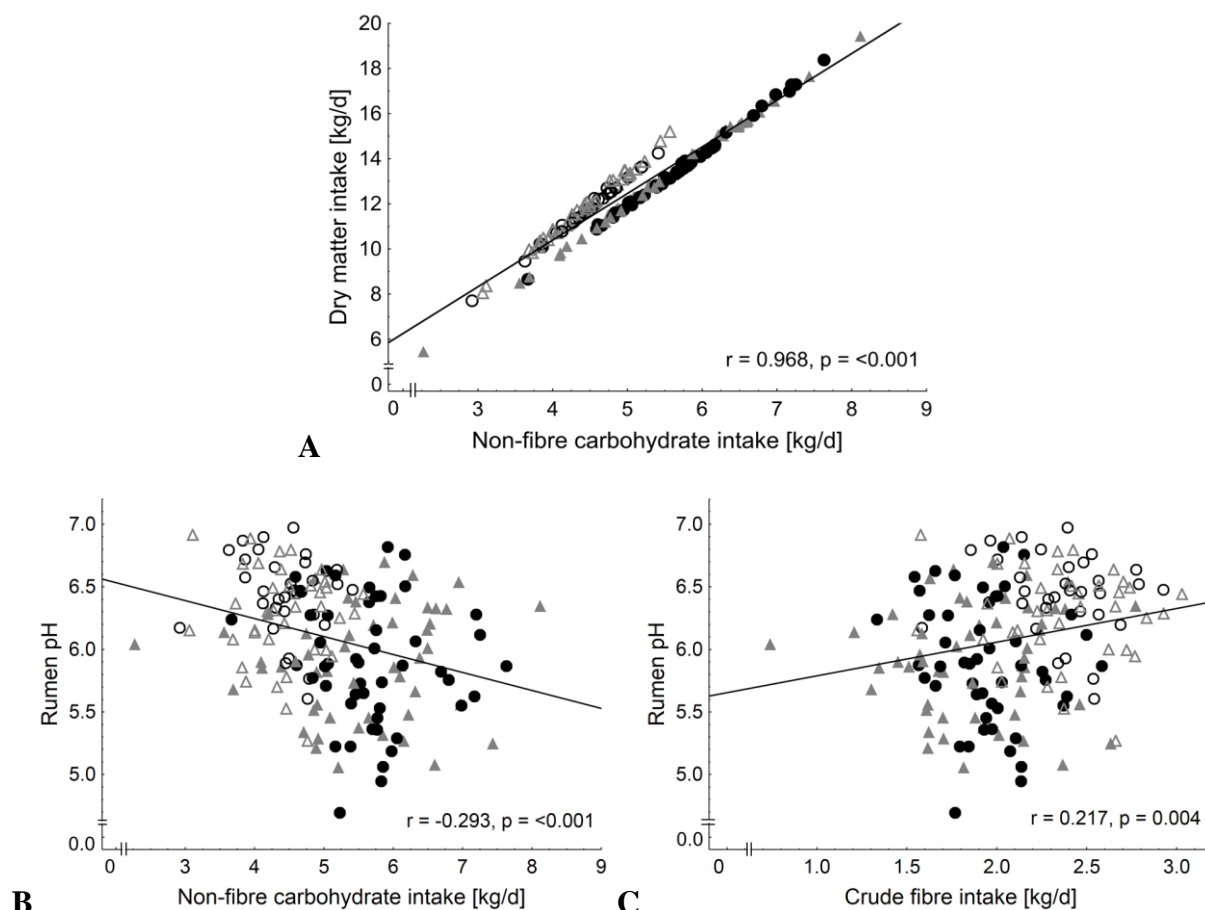 20
18
16
14
12
10
8
6
0
Dry matter intake [kg/d]
r = 0.968, p = <0.001
0 3 4 5 6 7 8 9
Non-fibre carbohydrate intake [kg/d]
A
7.0
6.5
6.0
5.5
5.0
0.0
Rumen pH
r = -0.293, p = <0.001
0 3 4 5 6 7 8 9
Non-fibre carbohydrate intake [kg/d]
B
7.0
6.5
6.0
5.5
5.0
0.0
Rumen pH
r = 0.217, p = 0.004
0 1.0 1.5 2.0 2.5 3.0
Crude fibre intake [kg/d]
C